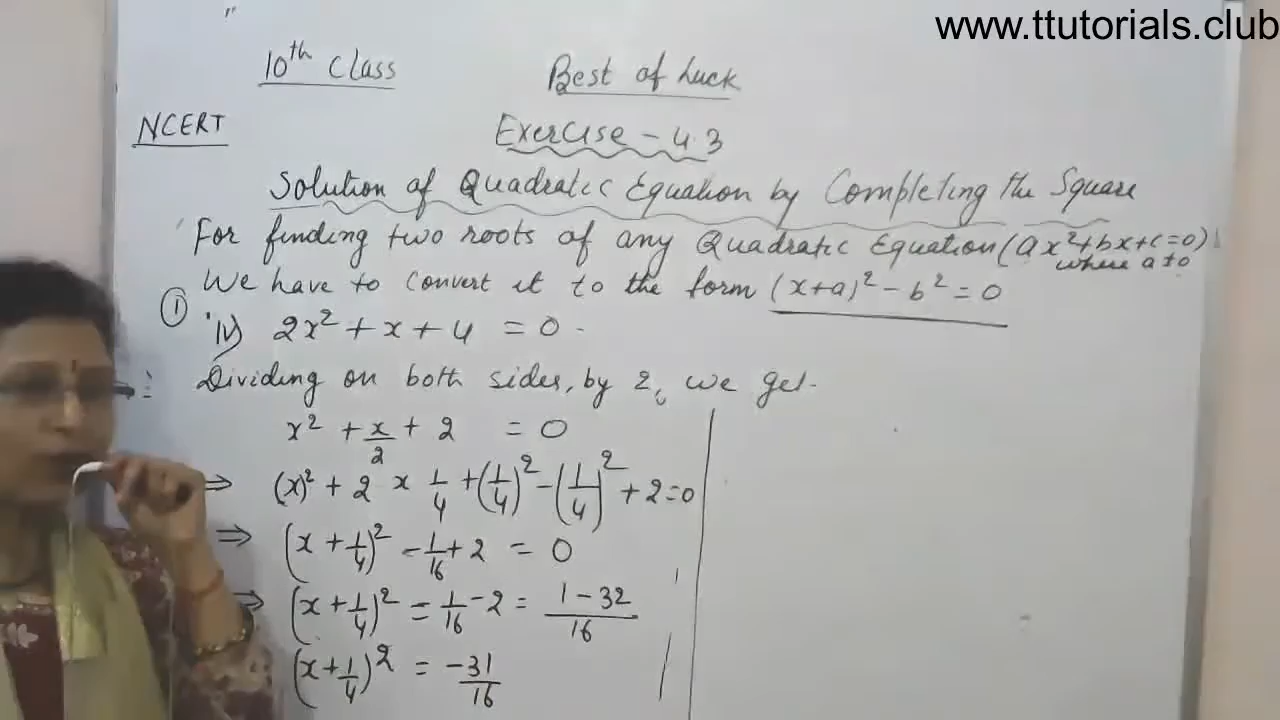 www.ttutorials.club
10th Class Best of Luck
NCERT Exercise - 4.3
Solution of Quadratic Equation by Completing the Square
For finding two roots of any Quadratic Equation (ax²+bx+c=0) where a≠0
We have to convert it to the form (x+a)² - b² = 0
① iv) 2x² + x + 4 = 0.
Dividing on both sides, by 2, we get.
x² + x/2 + 2 = 0
⇒ (x)² + 2 x 1/4 + (1/4)² - (1/4)² + 2 = 0
⇒ (x + 1/4)² - 1/16 + 2 = 0
⇒ (x + 1/4)² = 1/16 - 2 = 1 - 32/16
(x + 1/4)² = -31/16